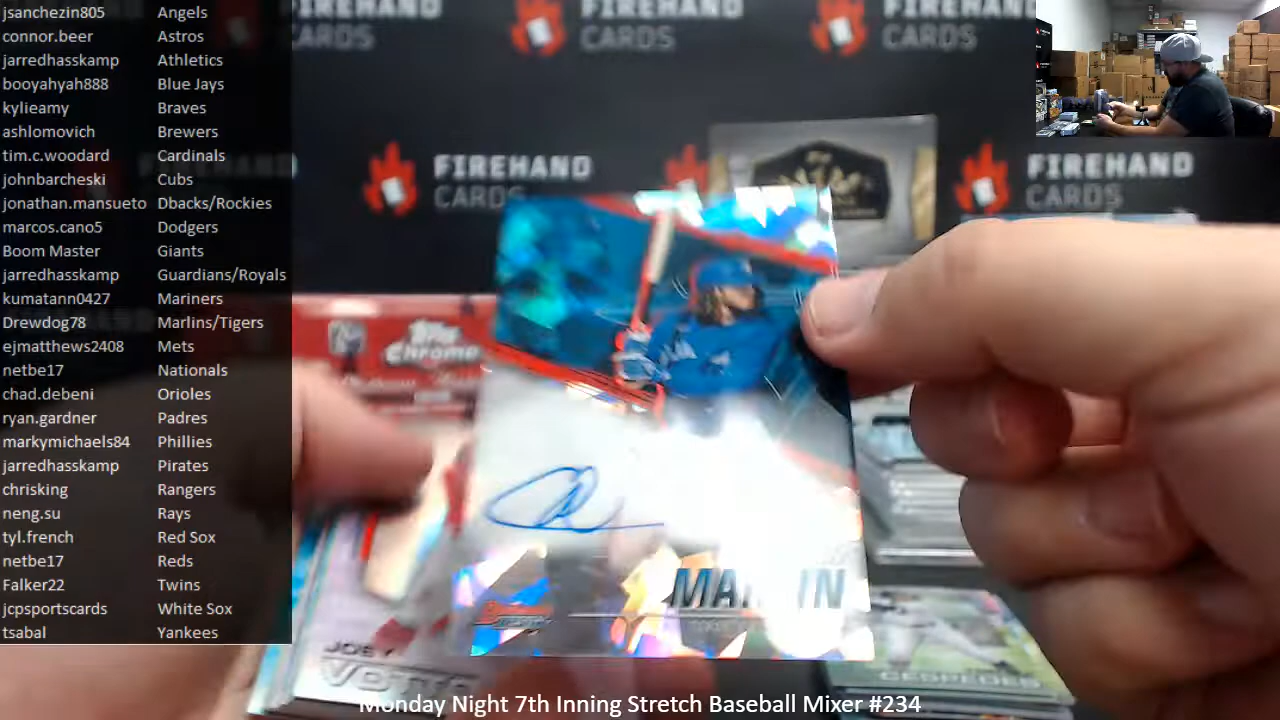 jsanchezin805 Angels
connor.beer Astros
jarredhasskamp Athletics
booyahyah888 Blue Jays
kylieamy Braves
ashlomovich Brewers
tim.c.woodard Cardinals
johnbarcheski Cubs
jonathan.mansueto Dbacks/Rockies
marcos.cano5 Dodgers
Boom Master Giants
jarredhasskamp Guardians/Royals
kumatann0427 Mariners
Drewdog78 Marlins/Tigers
ejmatthews2408 Mets
netbe17 Nationals
chad.debeni Orioles
ryan.gardner Padres
markymichaels84 Phillies
jarredhasskamp Pirates
chrisking Rangers
neng.su Rays
tyl.french Red Sox
netbe17 Reds
Falker22 Twins
jcpsportscards White Sox
tsabal Yankees
FIREHAND
CARDS
FIREHAND
CARDS
FIREHAND
CARDS
FIREHAND
CARDS
FIREHAND
CARDS
Topps
Chrome
MARTIN
JOEY
VOTTO
CESPEDES
Monday Night 7th Inning Stretch Baseball Mixer #234